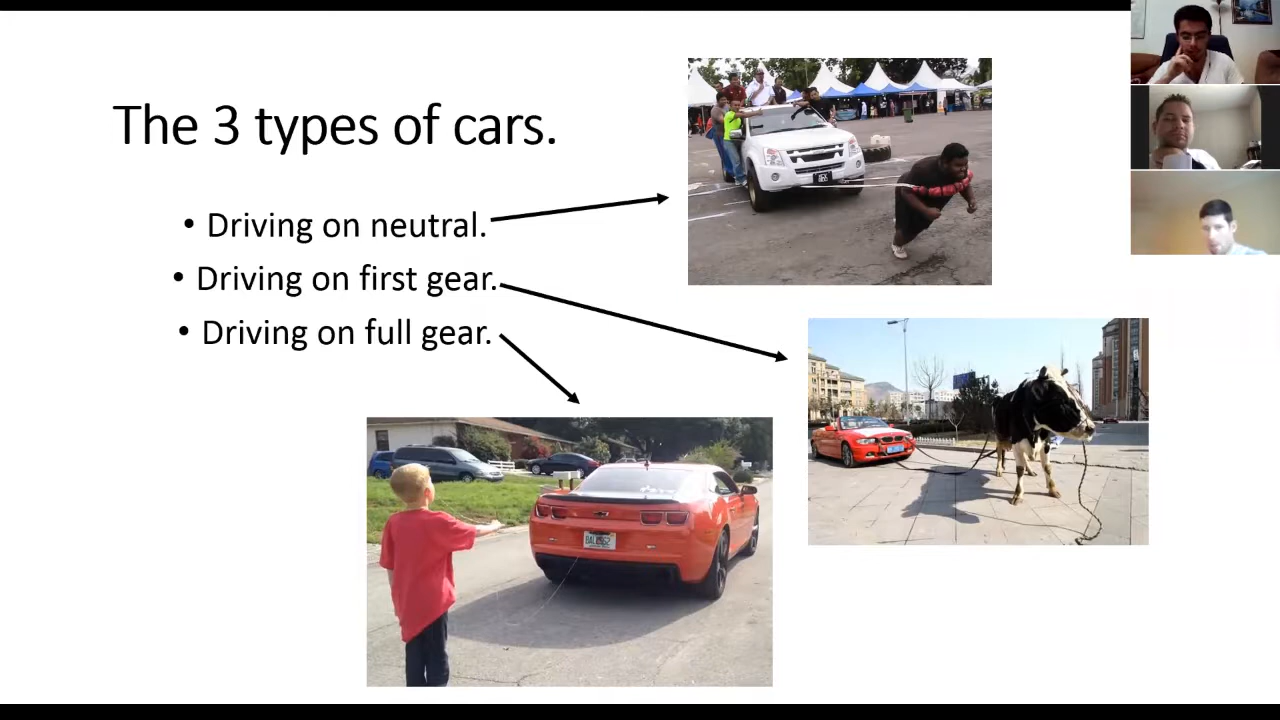 The 3 types of cars.
• Driving on neutral.
• Driving on first gear.
• Driving on full gear.